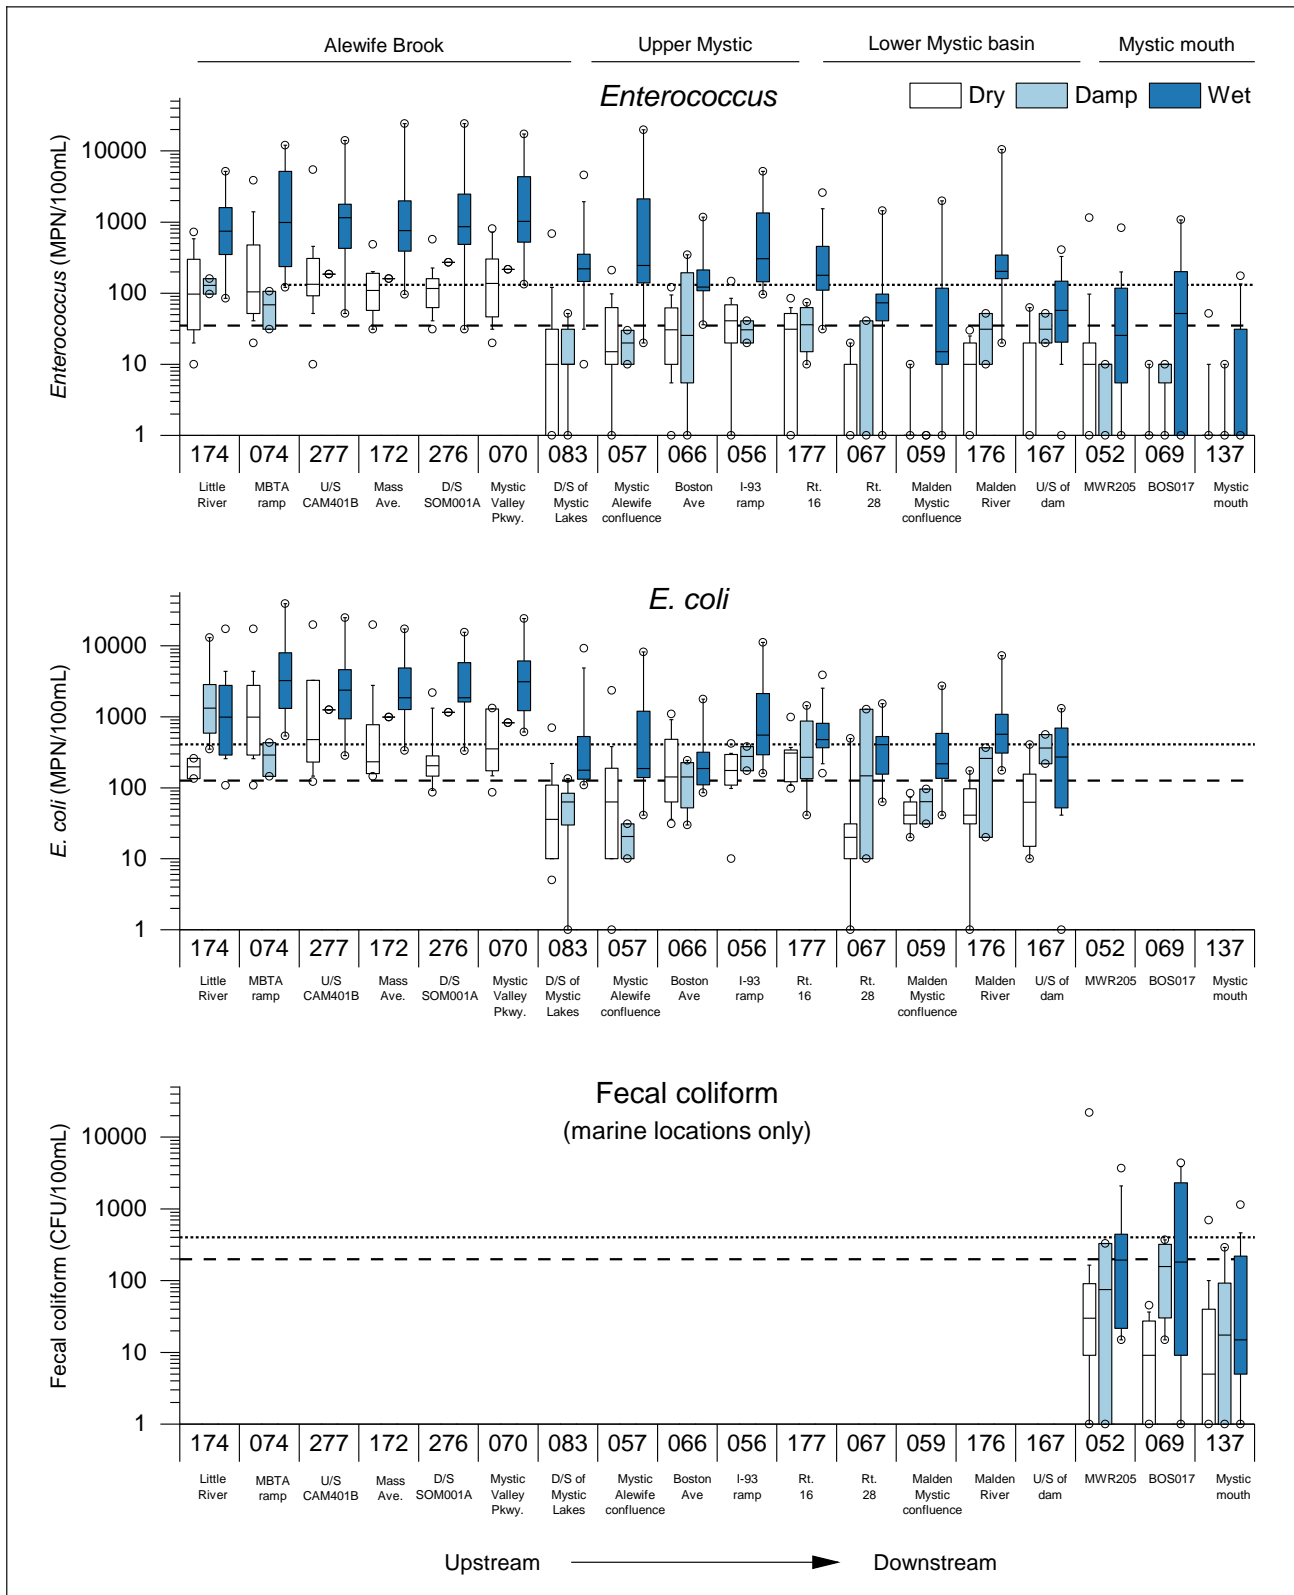 Alewife Brook Upper Mystic Lower Mystic basin Mystic mouth
Enterococcus
Dry Damp Wet
Enterococcus (MPN/100mL)
10000
1000
100
10
1
174 074 277 172 276 070 083 057 066 056 177 067 059 176 167 052 069 137
Little MBTA U/S Mass D/S Mystic D/S of Mystic Boston I-93 Rt. Rt. Malden Malden U/S of MWR205 BOS017 Mystic
River ramp CAM401B Ave. SOM001A Valley Mystic Alewife Ave ramp 16 28 Mystic River dam mouth
Pkwy. Lakes confluence confluence
E. coli
E. coli (MPN/100mL)
10000
1000
100
10
1
174 074 277 172 276 070 083 057 066 056 177 067 059 176 167 052 069 137
Little MBTA U/S Mass D/S Mystic D/S of Mystic Boston I-93 Rt. Rt. Malden Malden U/S of MWR205 BOS017 Mystic
River ramp CAM401B Ave. SOM001A Valley Mystic Alewife Ave ramp 16 28 Mystic River dam mouth
Pkwy. Lakes confluence confluence
Fecal coliform
(marine locations only)
Fecal coliform (CFU/100mL)
10000
1000
100
10
1
174 074 277 172 276 070 083 057 066 056 177 067 059 176 167 052 069 137
Little MBTA U/S Mass D/S Mystic D/S of Mystic Boston I-93 Rt. Rt. Malden Malden U/S of MWR205 BOS017 Mystic
River ramp CAM401B Ave. SOM001A Valley Mystic Alewife Ave ramp 16 28 Mystic River dam mouth
Pkwy. Lakes confluence confluence
Upstream Downstream